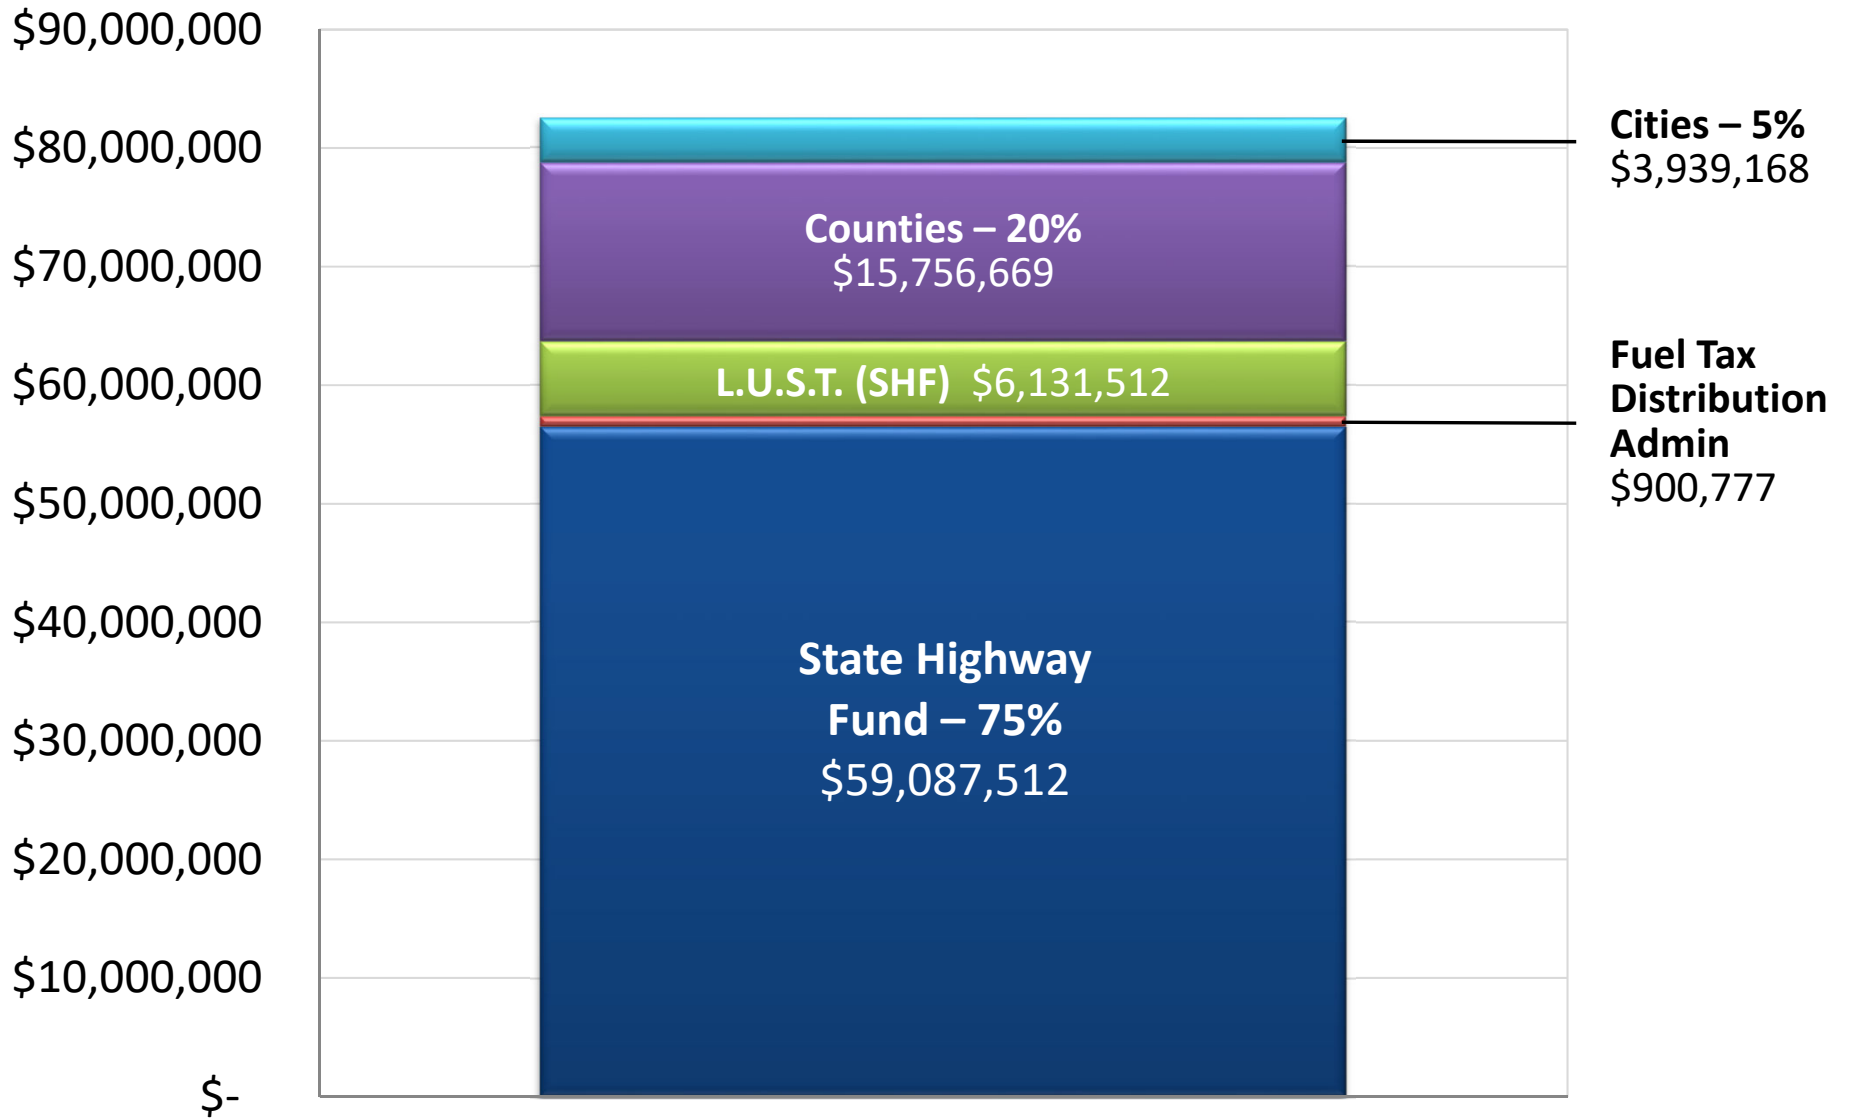 $90,000,000
$80,000,000
$70,000,000
$60,000,000
$50,000,000
$40,000,000
$30,000,000
$20,000,000
$10,000,000
$-
Counties – 20%
$15,756,669
L.U.S.T. (SHF) $6,131,512
State Highway
Fund – 75%
$59,087,512
Cities – 5%
$3,939,168
Fuel Tax
Distribution
Admin
$900,777